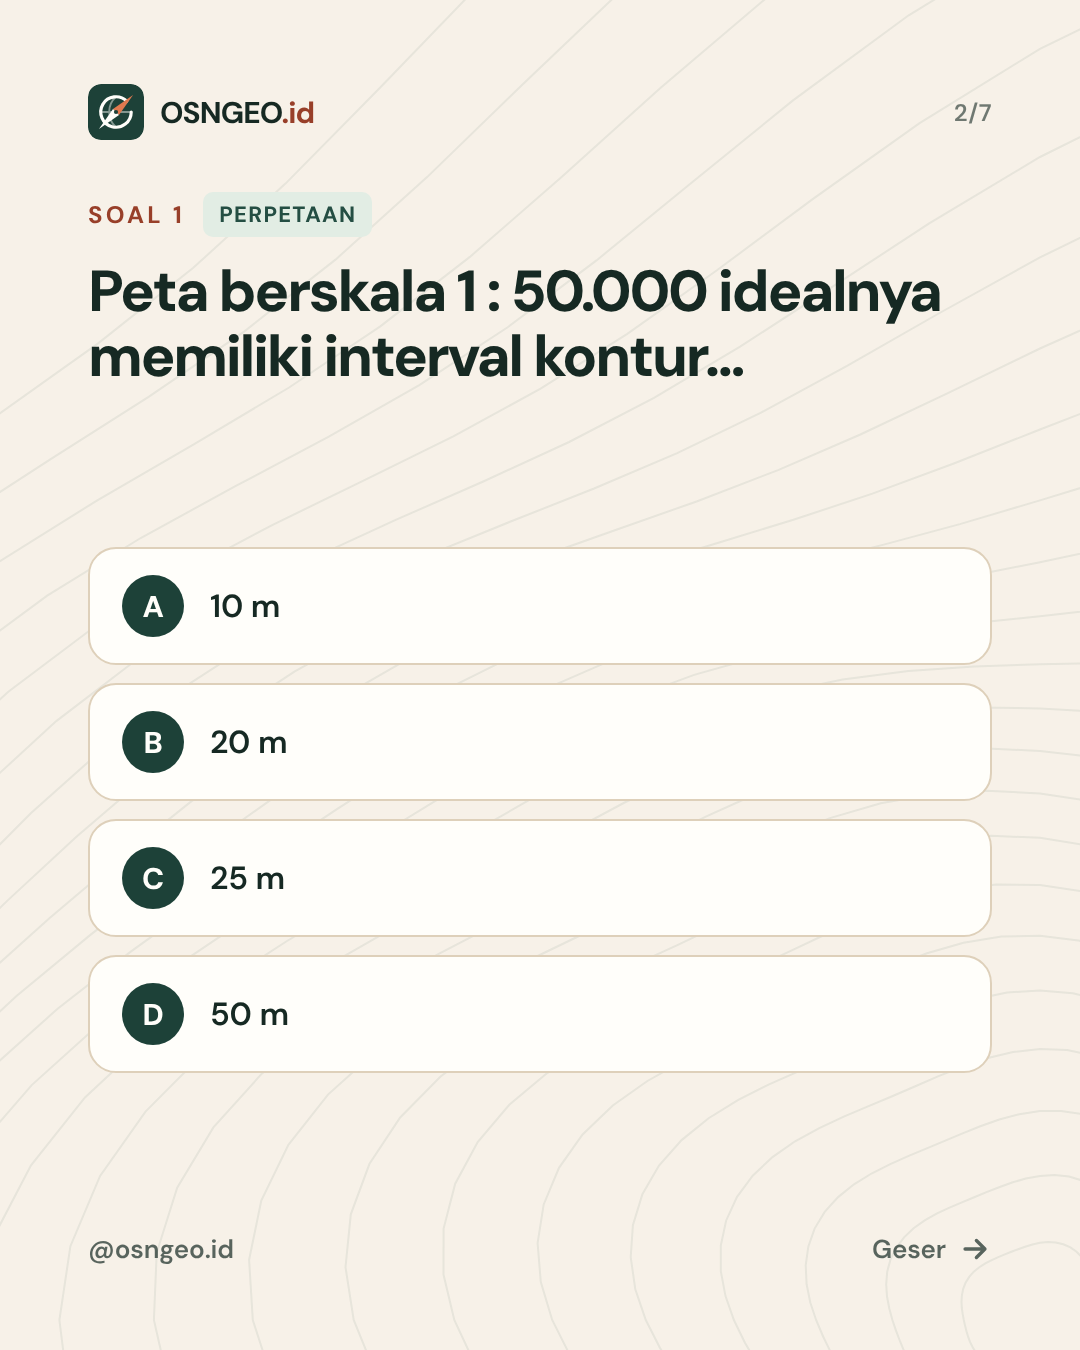 OSNGEO.id
2/7
SOAL 1 PERPETAAN
Peta berskala 1 : 50.000 idealnya
memiliki interval kontur...
A 10 m
B 20 m
C 25 m
D 50 m
@osngeo.id
Geser →